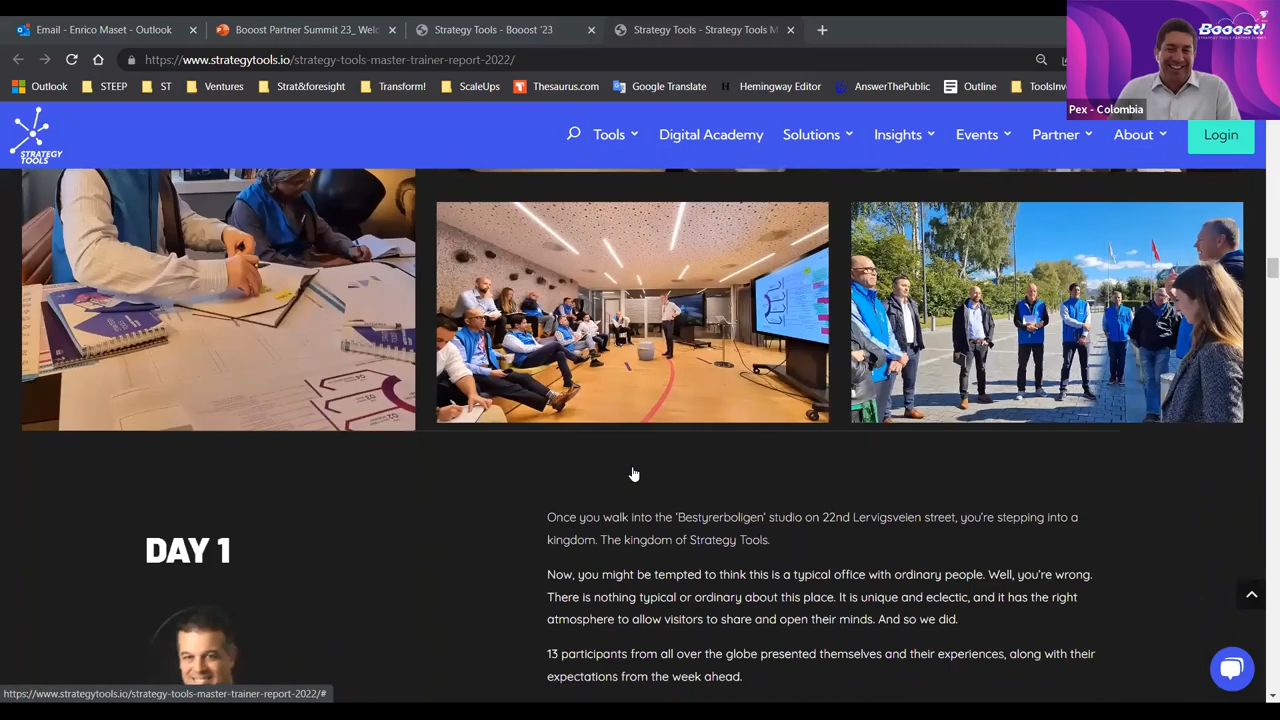 Email - Enrico Maset - Outlook
Booost Partner Summit 23_ Welc
Strategy Tools - Booost '23
Strategy Tools - Strategy Tools M
https://www.strategytools.io/strategy-tools-master-trainer-report-2022/
Outlook
STEEP
ST
Ventures
Strat&foresight
Transform!
ScaleUps
Thesaurus.com
Google Translate
Hemingway Editor
AnswerThePublic
Outline
ToolsInv
Booost!
STRATEGY TOOLS PARTNER SUMMIT
Pex - Colombia
STRATEGY
TOOLS
Tools
Digital Academy
Solutions
Insights
Events
Partner
About
Login
DAY 1
Once you walk into the 'Bestyrerboligen' studio on 22nd Lervigsveien street, you're stepping into a
kingdom. The kingdom of Strategy Tools.
Now, you might be tempted to think this is a typical office with ordinary people. Well, you're wrong.
There is nothing typical or ordinary about this place. It is unique and eclectic, and it has the right
atmosphere to allow visitors to share and open their minds. And so we did.
13 participants from all over the globe presented themselves and their experiences, along with their
expectations from the week ahead.
https://www.strategytools.io/strategy-tools-master-trainer-report-2022/#